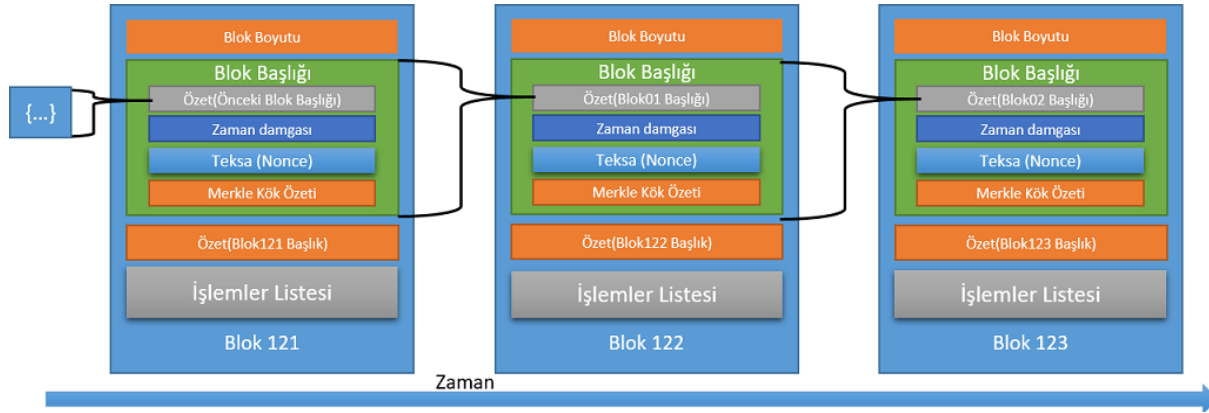 {...}
Blok Boyutu
Blok Başlığı
Özet(Önceki Blok Başlığı)
Zaman damgası
Teksa (Nonce)
Merkle Kök Özeti
Özet(Blok121 Başlık)
İşlemler Listesi
Blok 121
Blok Boyutu
Blok Başlığı
Özet(Blok01 Başlığı)
Zaman damgası
Teksa (Nonce)
Merkle Kök Özeti
Özet(Blok122 Başlık)
İşlemler Listesi
Blok 122
Blok Boyutu
Blok Başlığı
Özet(Blok02 Başlığı)
Zaman damgası
Teksa (Nonce)
Merkle Kök Özeti
Özet(Blok123 Başlık)
İşlemler Listesi
Blok 123
Zaman